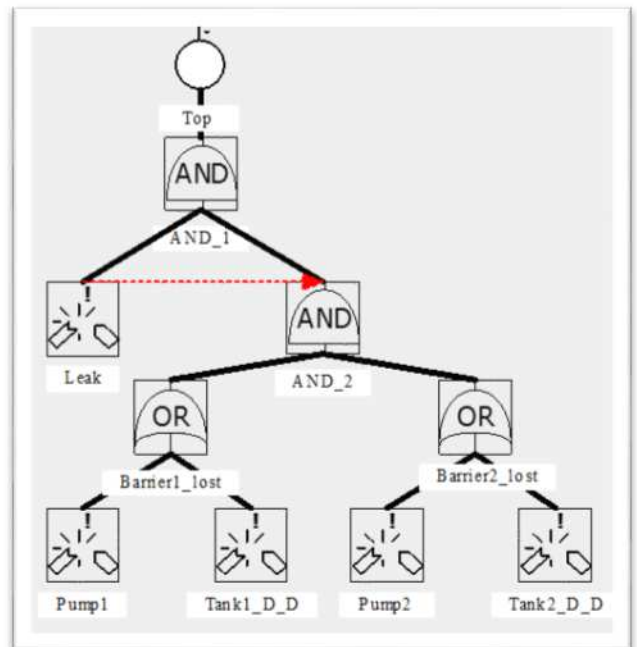 Top
AND
AND_1
Leak
AND
AND_2
OR
OR
Barrier1_lost
Barrier2_lost
Pump1
Tank1_D_D
Pump2
Tank2_D_D